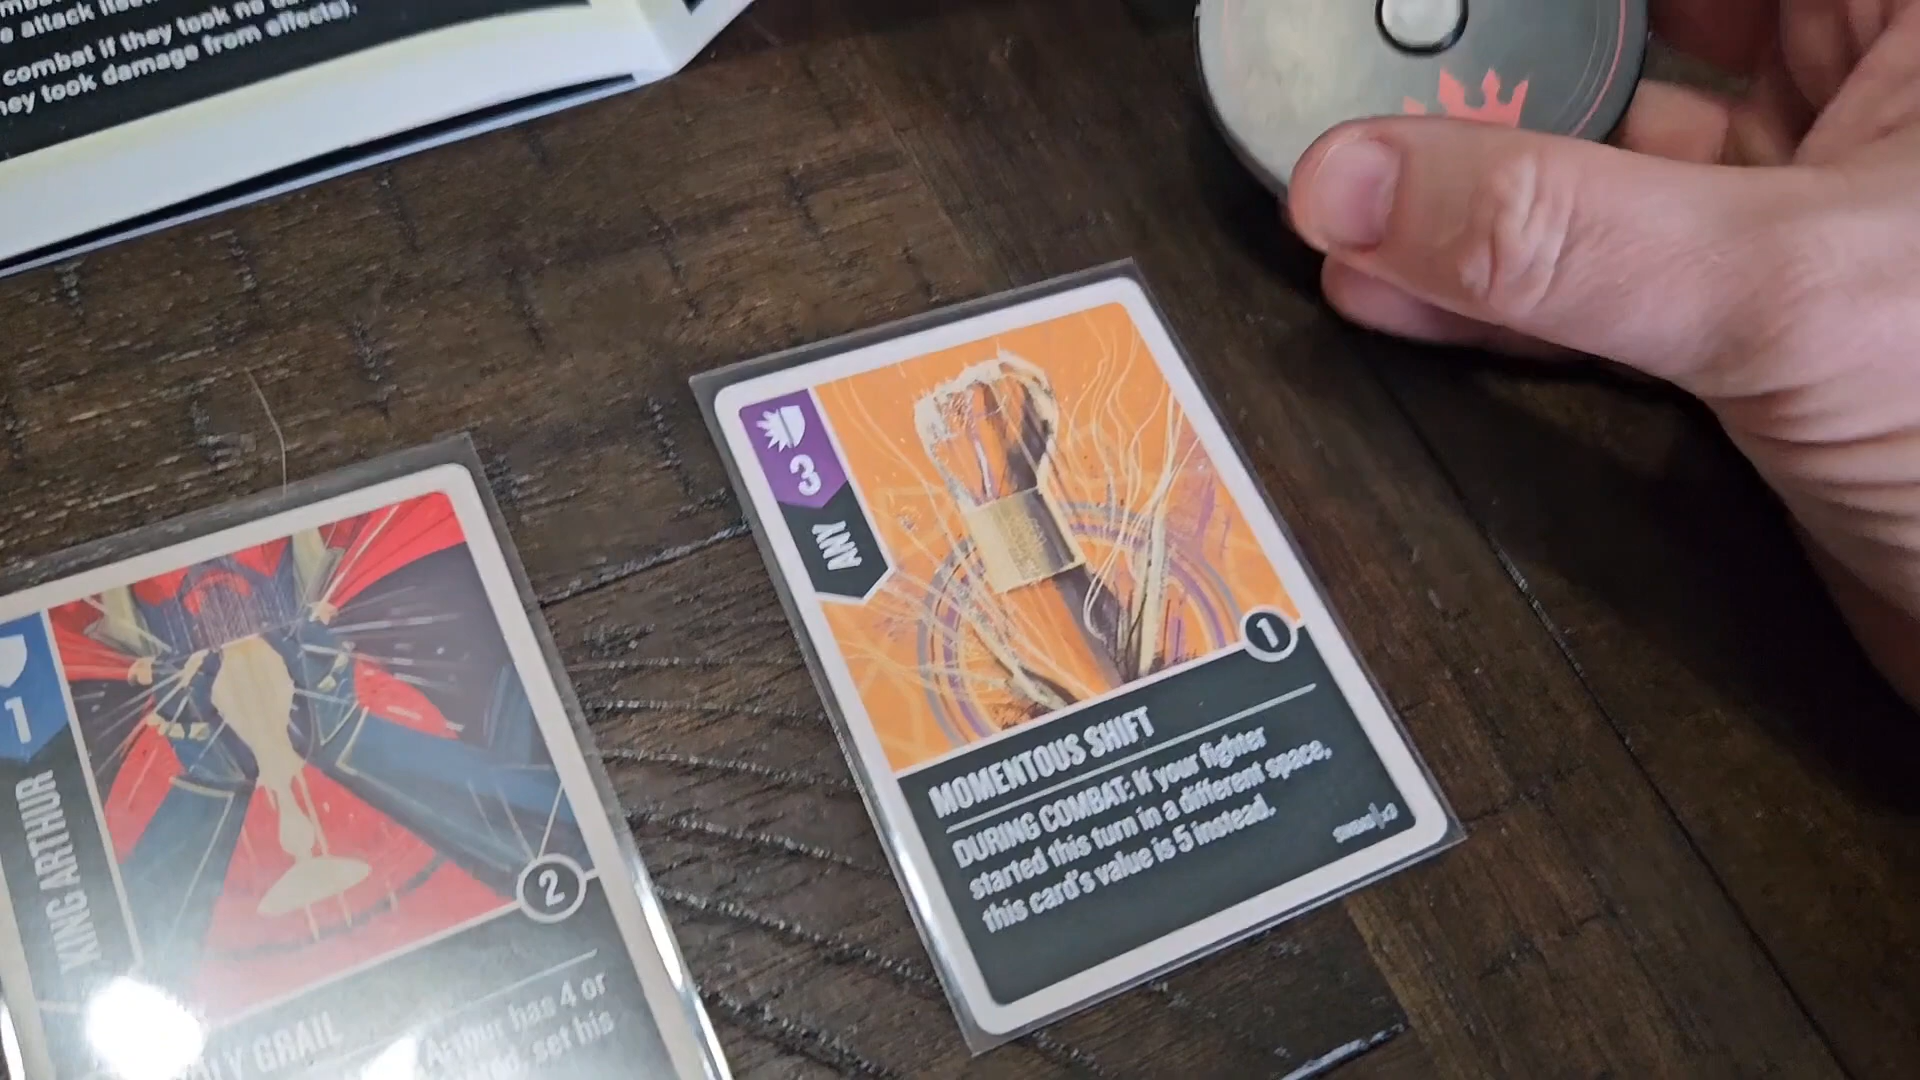 e attack
combat if they took no
hey took damage from effects).
3
ANY
1
MOMENTOUS SHIFT
DURING COMBAT: If your fighter
started this turn in a different space,
this card's value is 5 instead.
x3
1
KING ARTHUR
2
LY GRAIL
Arthur has 4 or
set his